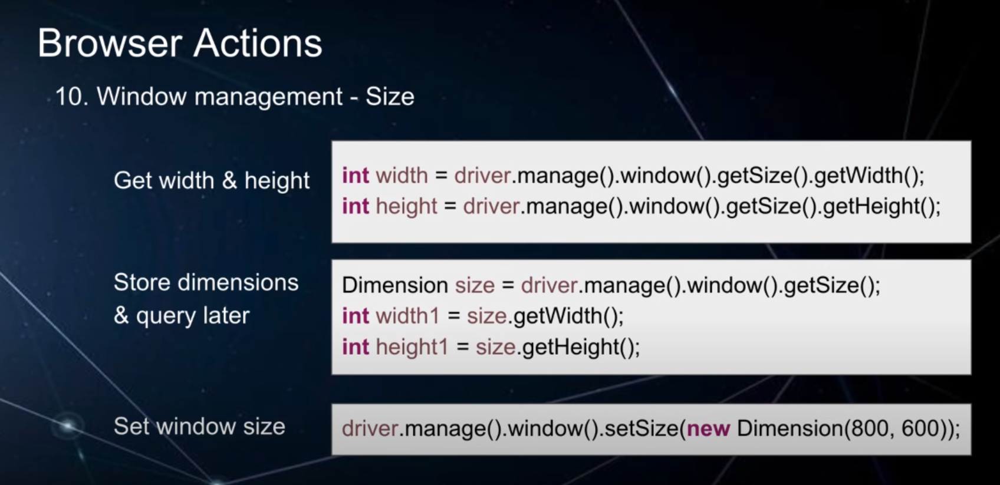 Browser Actions
10. Window management - Size
Get width & height
int width = driver.manage().window().getSize().getWidth();
int height = driver.manage().window().getSize().getHeight();
Store dimensions
& query later
Dimension size = driver.manage().window().getSize();
int width1 = size.getWidth();
int height1 = size.getHeight();
Set window size
driver.manage().window().setSize(new Dimension(800, 600));